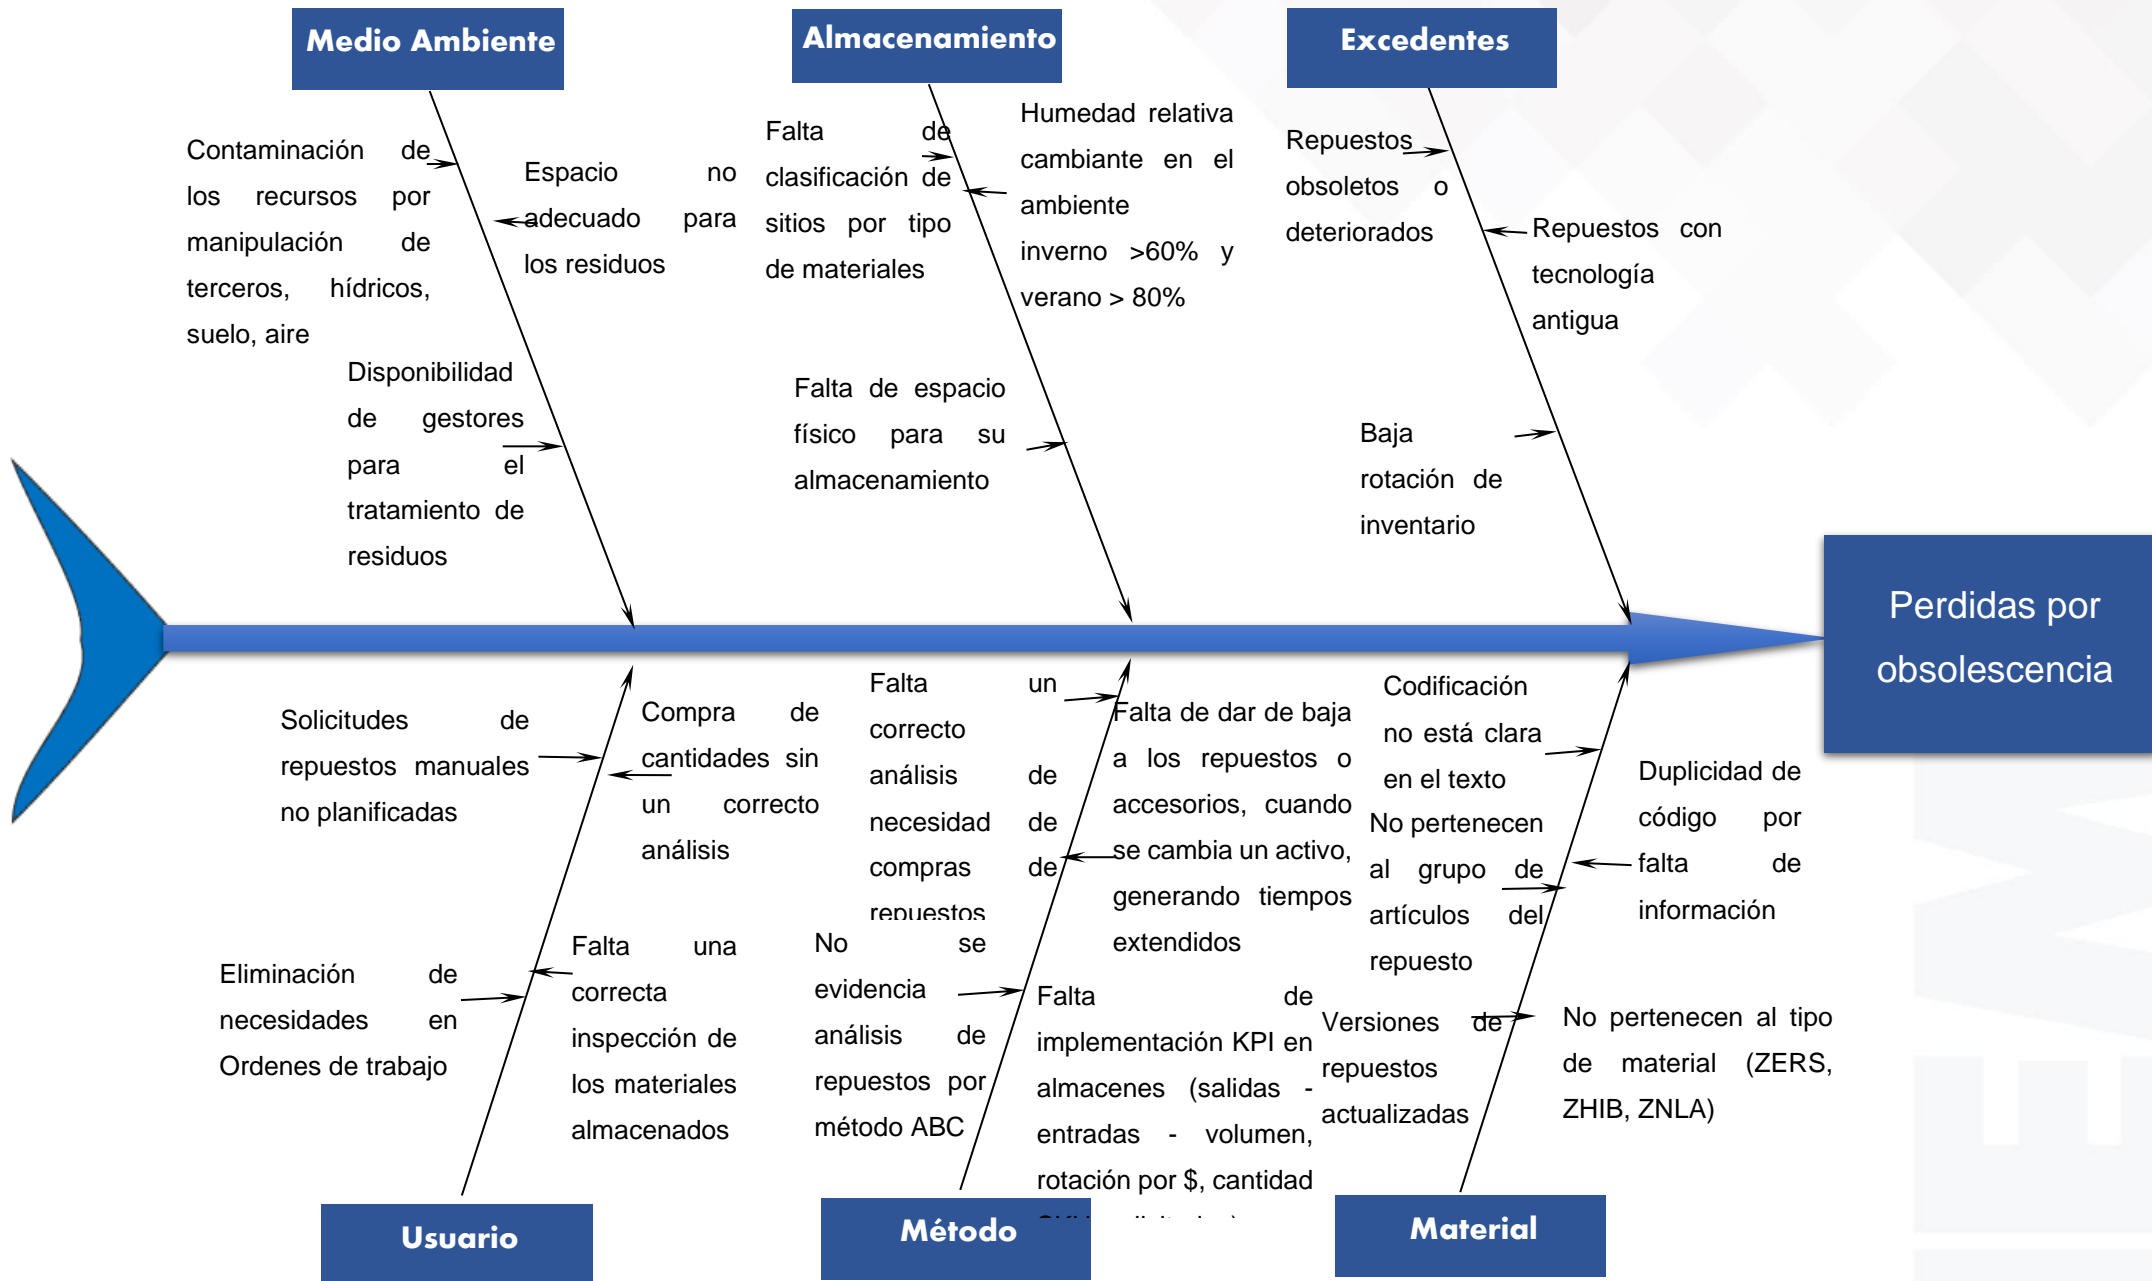 Medio Ambiente
Almacenamiento
Excedentes
Contaminación de
los recursos por
manipulación de
terceros, hídricos,
suelo, aire
Espacio no
adecuado para
los residuos
Disponibilidad
de gestores
para el
tratamiento de
residuos
Falta de
clasificación de
sitios por tipo
de materiales
Humedad relativa
cambiante en el
ambiente
inverno >60% y
verano > 80%
Falta de espacio
físico para su
almacenamiento
Repuestos
obsoletos o
deteriorados
Repuestos con
tecnología
antigua
Baja
rotación de
inventario
Perdidas por
obsolescencia
Solicitudes de
repuestos manuales
no planificadas
Compra de
cantidades sin
un correcto
análisis
Eliminación de
necesidades en
Ordenes de trabajo
Falta una
correcta
inspección de
los materiales
almacenados
Falta un
correcto
análisis de
necesidad de
compras de
repuestos
Falta de dar de baja
a los repuestos o
accesorios, cuando
se cambia un activo,
generando tiempos
extendidos
No se
evidencia
análisis de
repuestos por
método ABC
Falta de
implementación KPI en
almacenes (salidas -
entradas - volumen,
rotación por $, cantidad
Codificación
no está clara
en el texto
No pertenecen
al grupo de
artículos del
repuesto
Duplicidad de
código por
falta de
información
Versiones de
repuestos
actualizadas
No pertenecen al tipo
de material (ZERS,
ZHIB, ZNLA)
Usuario
Método
Material